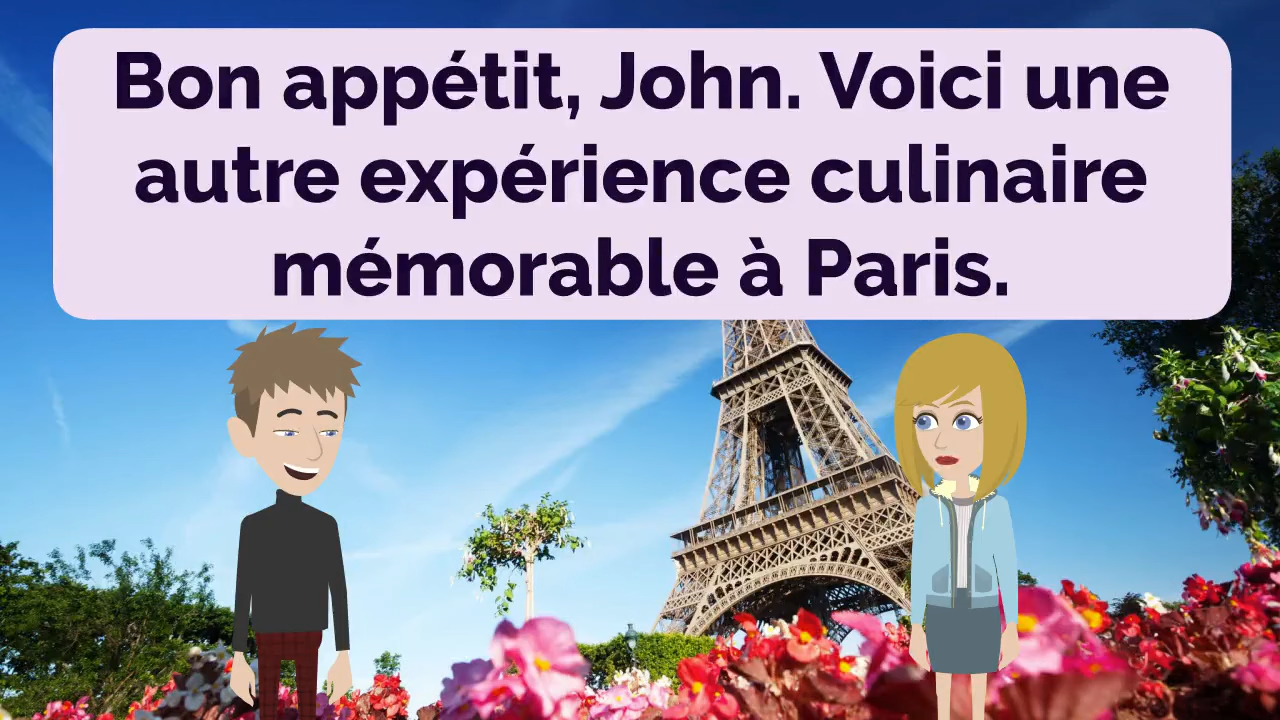 Bon appétit, John. Voici une
autre expérience culinaire
mémorable à Paris.